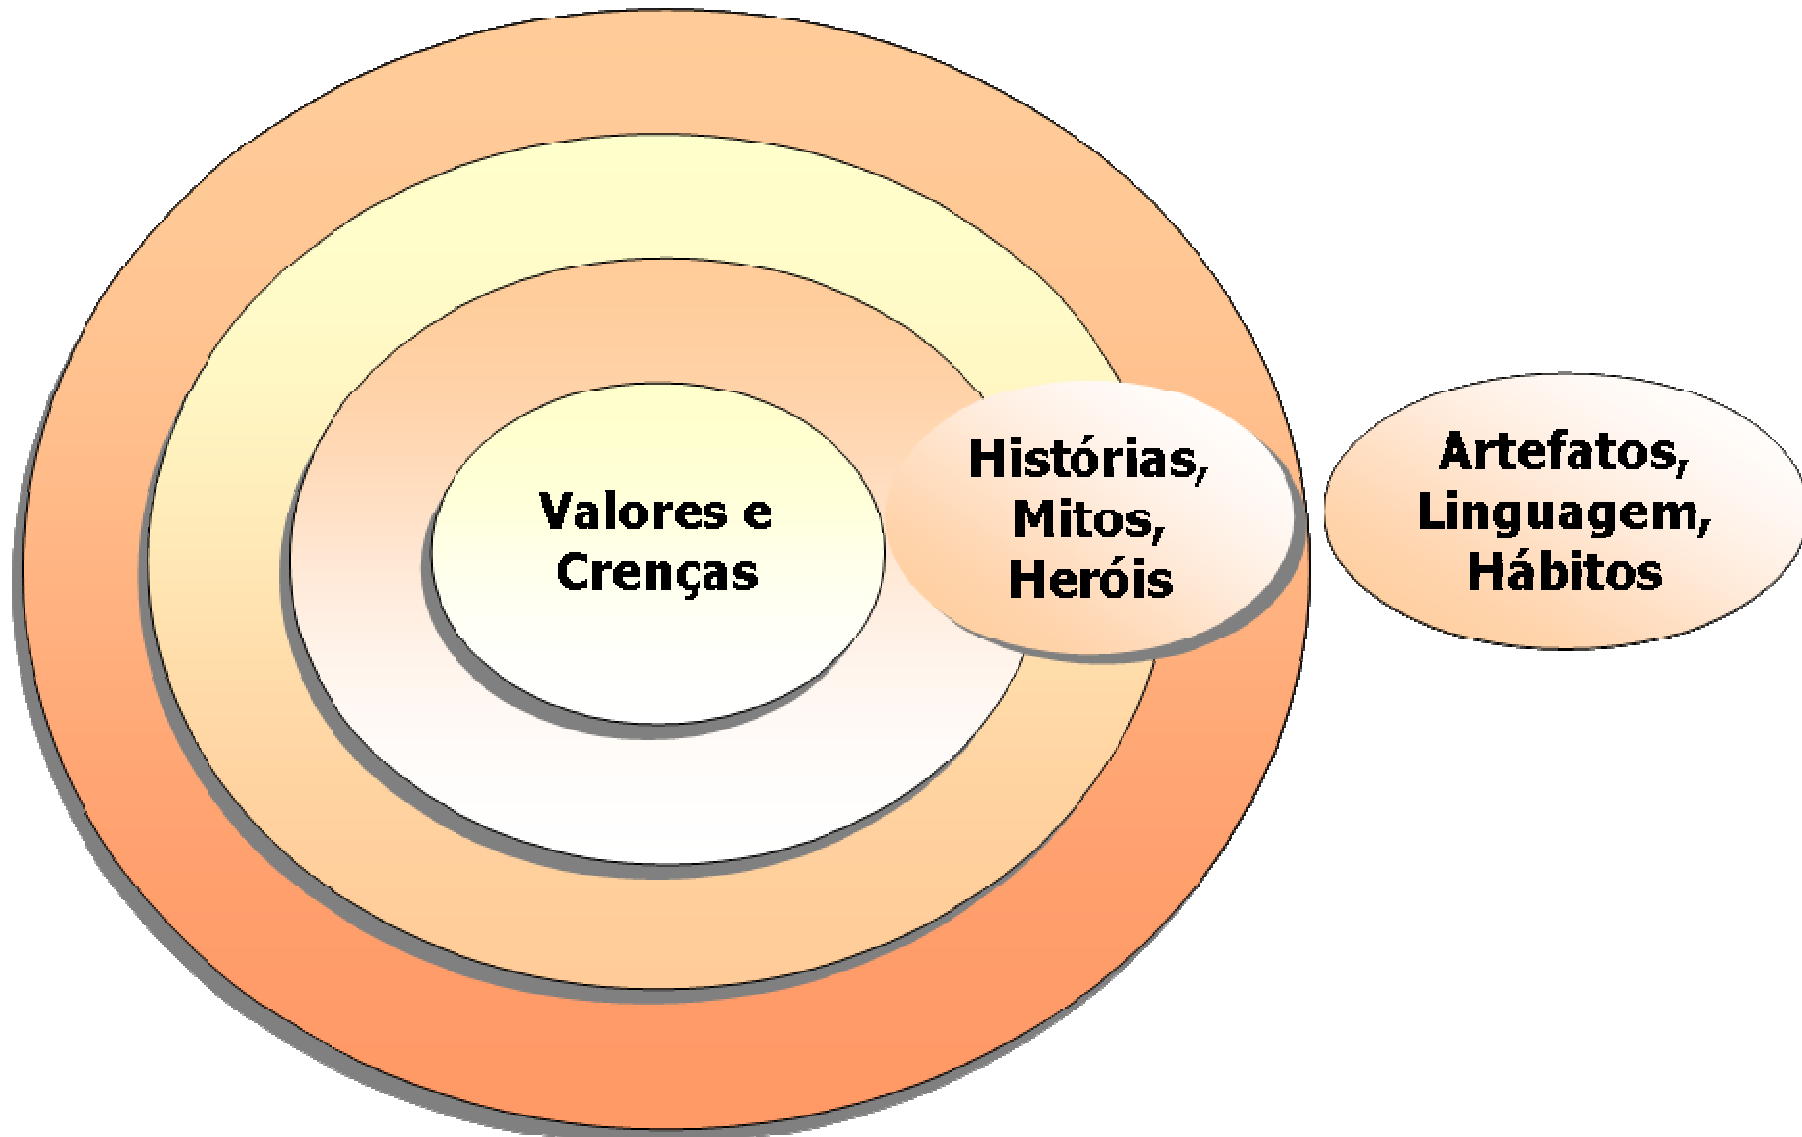 Valores e
Crenças
Histórias,
Mitos,
Heróis
Artefatos,
Linguagem,
Hábitos